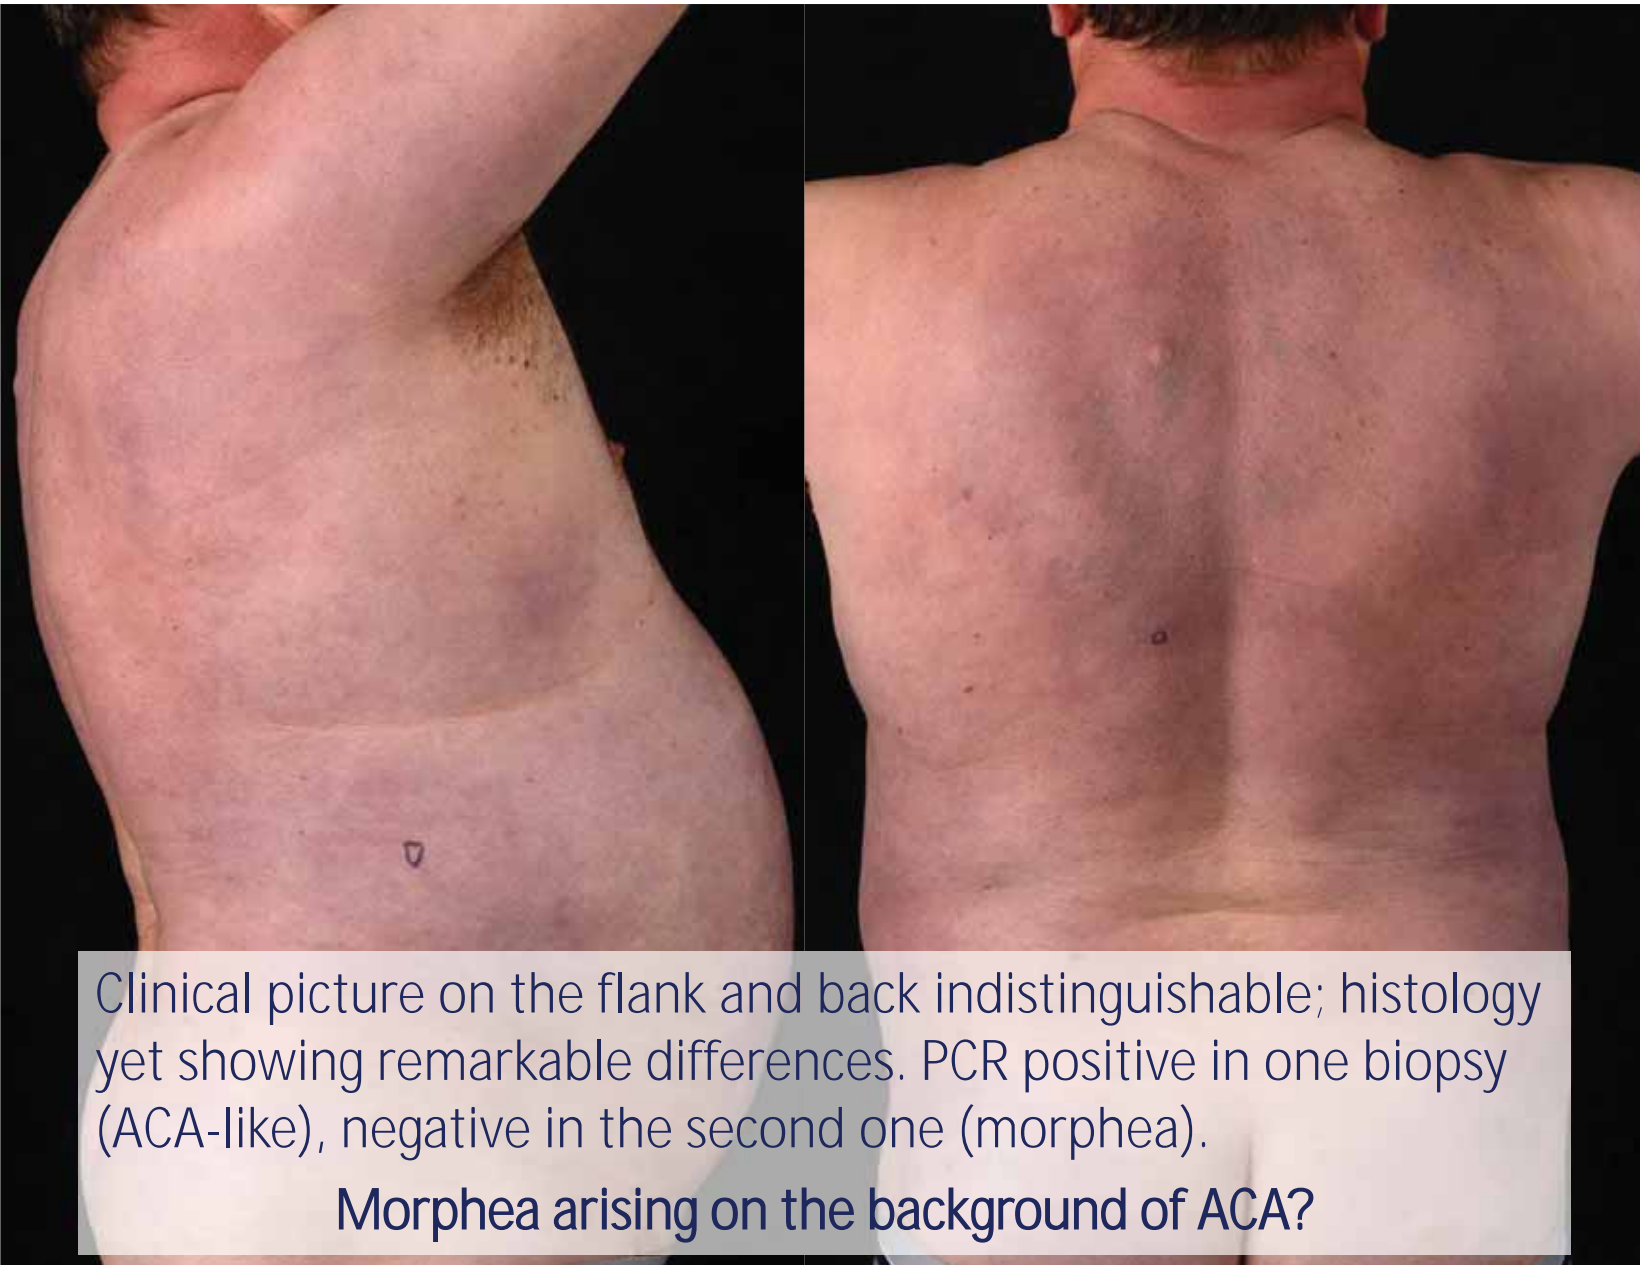 Clinical picture on the flank and back indistinguishable; histology
yet showing remarkable differences. PCR positive in one biopsy
(ACA-like), negative in the second one (morphea).
Morphea arising on the background of ACA?